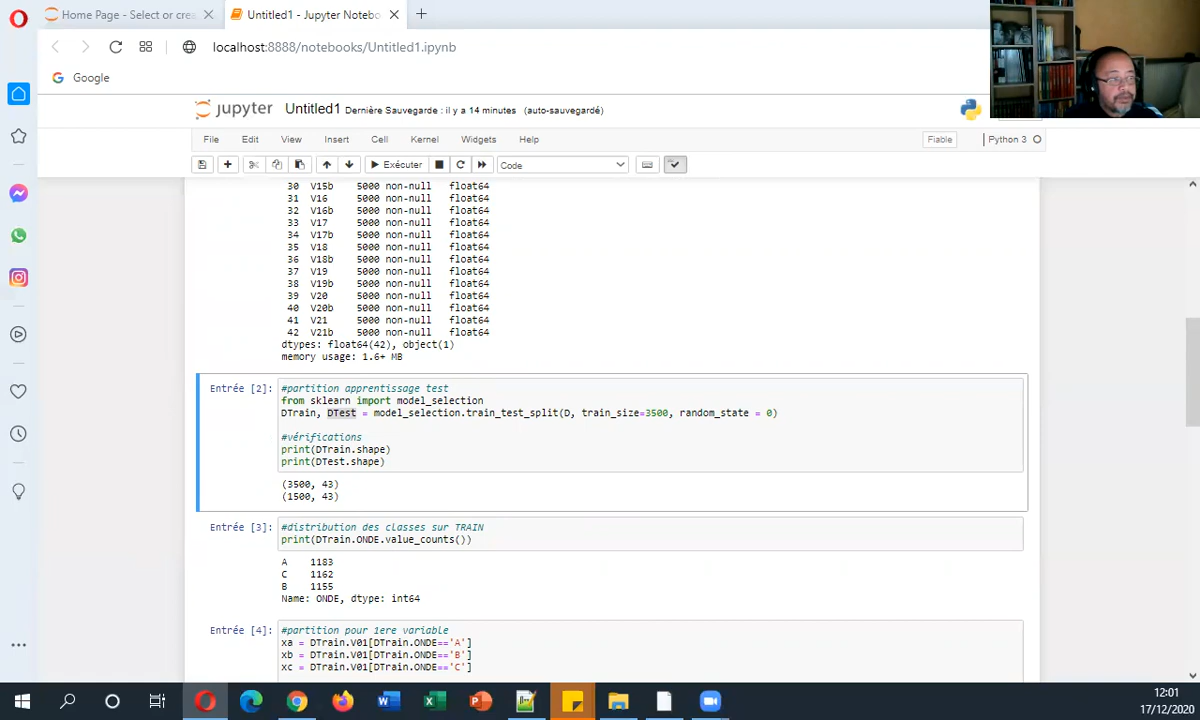 Home Page - Select or crea
Untitled1 - Jupyter Notebo
localhost:8888/notebooks/Untitled1.ipynb
Google
jupyter Untitled1 Dernière Sauvegarde : il y a 14 minutes (auto-sauvegardé)
File Edit View Insert Cell Kernel Widgets Help Fiable Python 3
Exécuter Code
30 V15b 5000 non-null float64
31 V16 5000 non-null float64
32 V16b 5000 non-null float64
33 V17 5000 non-null float64
34 V17b 5000 non-null float64
35 V18 5000 non-null float64
36 V18b 5000 non-null float64
37 V19 5000 non-null float64
38 V19b 5000 non-null float64
39 V20 5000 non-null float64
40 V20b 5000 non-null float64
41 V21 5000 non-null float64
42 V21b 5000 non-null float64
dtypes: float64(42), object(1)
memory usage: 1.6+ MB
Entrée [2]: #partition apprentissage test
from sklearn import model_selection
DTrain, DTest = model_selection.train_test_split(D, train_size=3500, random_state = 0)
#vérifications
print(DTrain.shape)
print(DTest.shape)
(3500, 43)
(1500, 43)
Entrée [3]: #distribution des classes sur TRAIN
print(DTrain.ONDE.value_counts())
A 1183
C 1162
B 1155
Name: ONDE, dtype: int64
Entrée [4]: #partition pour 1ere variable
xa = DTrain.V01[DTrain.ONDE=='A']
xb = DTrain.V01[DTrain.ONDE=='B']
xc = DTrain.V01[DTrain.ONDE=='C']
12:01
17/12/2020